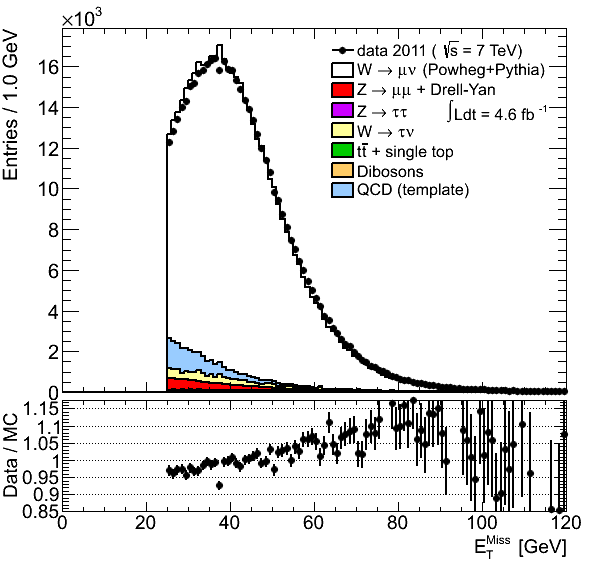 ×10³
Entries / 1.0 GeV
16
14
12
10
8
6
4
2
0
data 2011 ( √s = 7 TeV)
W → μν (Powheg+Pythia)
Z → μμ + Drell-Yan
Z → ττ
∫Ldt = 4.6 fb⁻¹
W → τν
tt̄ + single top
Dibosons
QCD (template)
Data / MC
1.15
1.1
1.05
1
0.95
0.9
0.85
0 20 40 60 80 100 120
E_T^Miss [GeV]